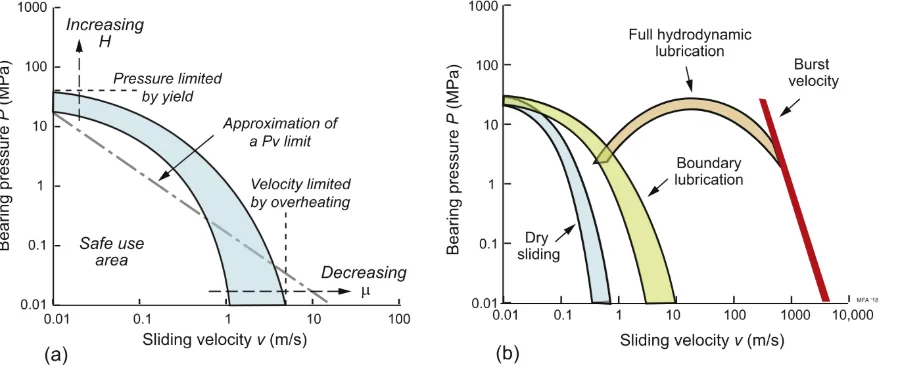 1000
100
10
1
0.1
0.01
Bearing pressure P (MPa)
Increasing
H
Pressure limited
by yield
Approximation of
a Pv limit
Velocity limited
by overheating
Safe use
area
Decreasing
μ
0.01
0.1
1
10
100
Sliding velocity v (m/s)
(a)
1000
100
10
1
0.1
0.01
Bearing pressure P (MPa)
Full hydrodynamic
lubrication
Burst
velocity
Boundary
lubrication
Dry
sliding
MFA '18
0.01
0.1
1
10
100
1000
10,000
Sliding velocity v (m/s)
(b)